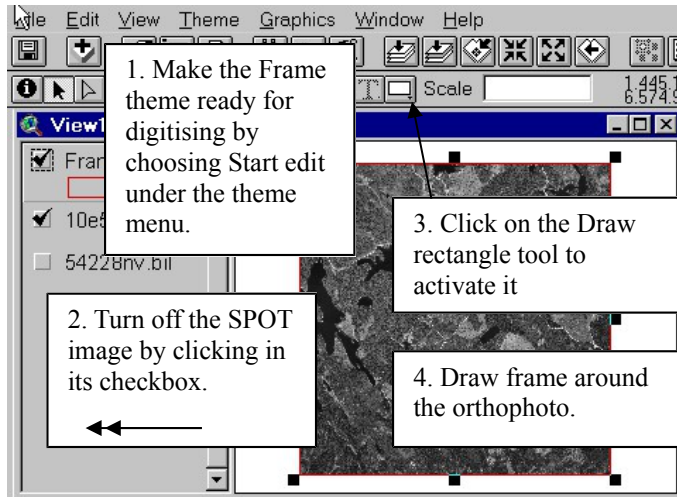 Edit View Theme Graphics Window Help
Scale
View1
10e5
54228nv.bil
1. Make the Frame
theme ready for
digitising by
choosing Start edit
under the theme
menu.
2. Turn off the SPOT
image by clicking in
its checkbox.
3. Click on the Draw
rectangle tool to
activate it
4. Draw frame around
the orthophoto.